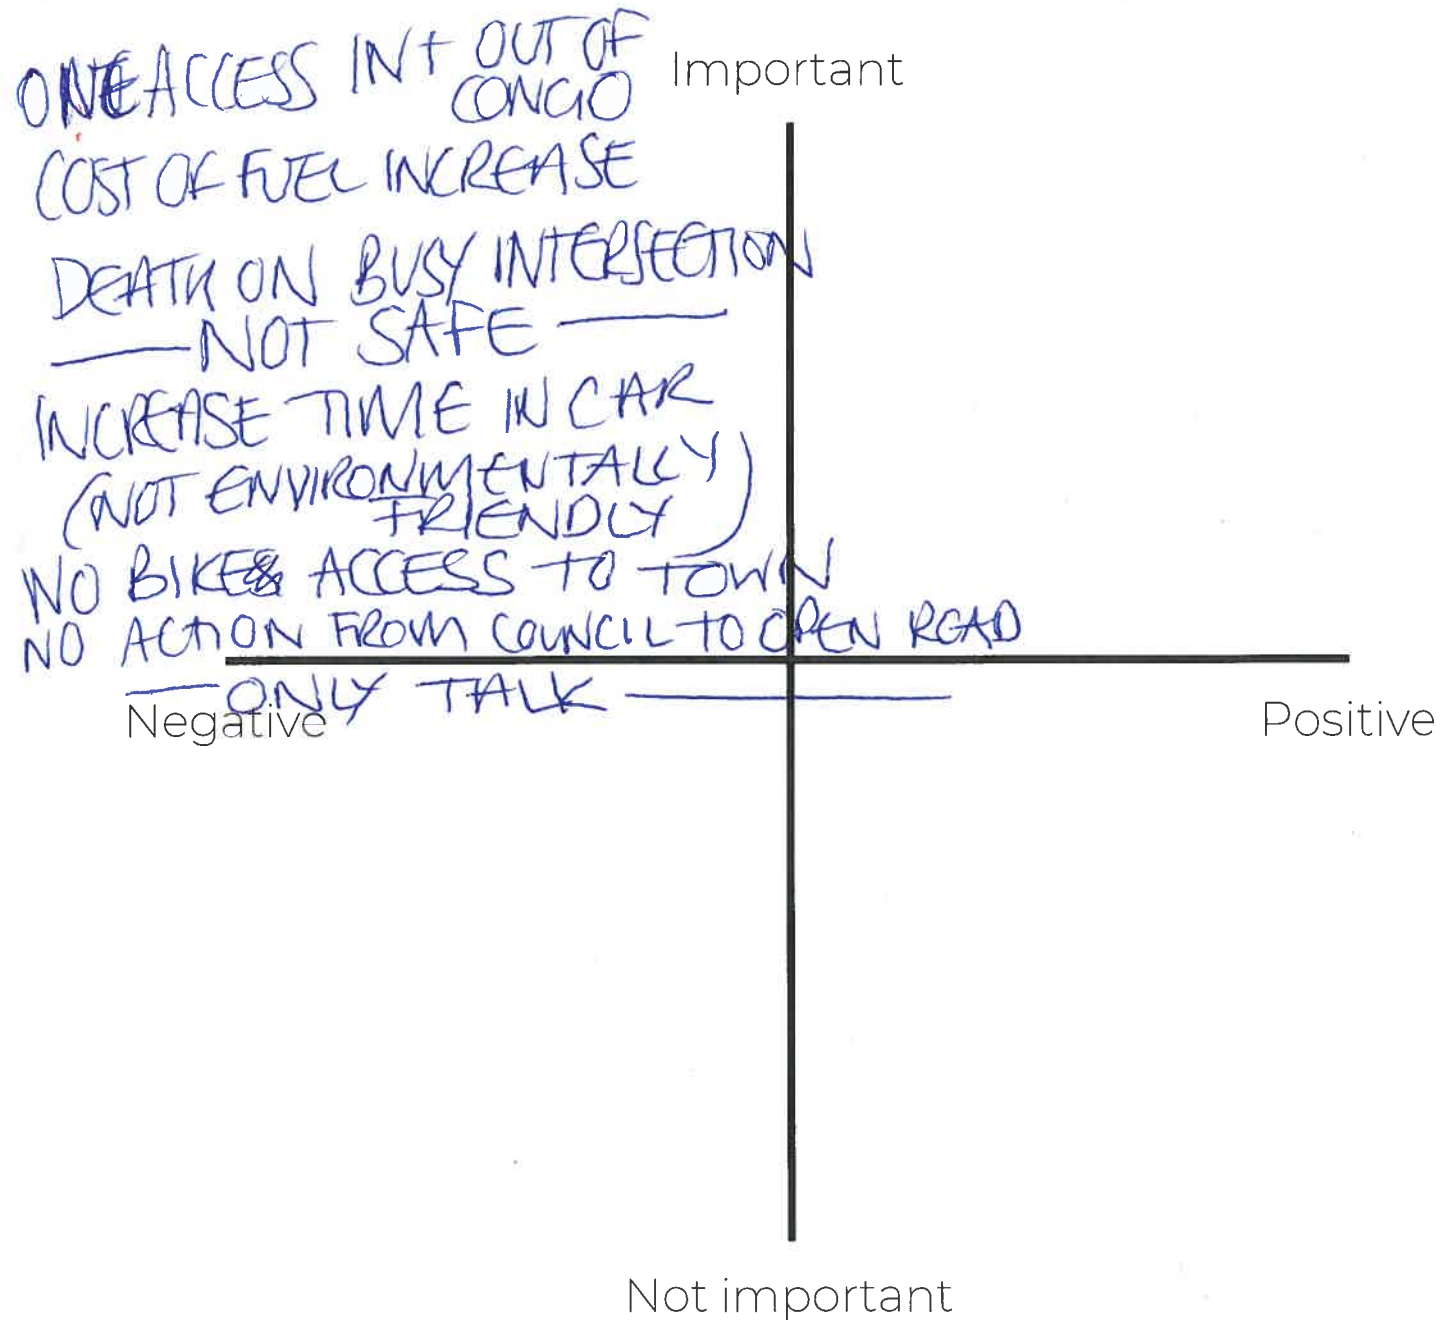 ONE ACCESS IN + OUT OF
CONGO
Important
COST OF FUEL INCREASE
DEATH ON BUSY INTERSECTION
— NOT SAFE —
INCREASE TIME IN CAR
(NOT ENVIRONMENTALLY
FRIENDLY)
NO BIKE ACCESS TO TOWN
NO ACTION FROM COUNCIL TO OPEN ROAD
— ONLY TALK —
Negative
Positive
Not important